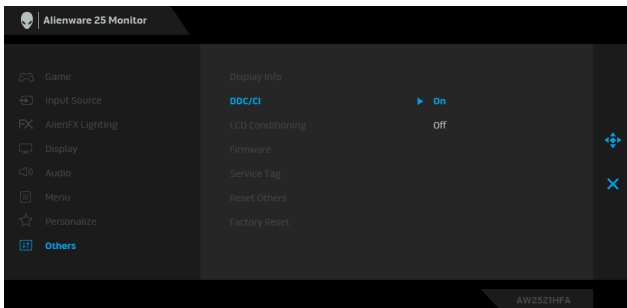 Alienware 25 Monitor
Game
Display Info
Input Source
DDC/CI
On
AlienFX Lighting
LCD Conditioning
Off
Display
Firmware
Audio
Service Tag
Menu
Reset Others
Personalize
Factory Reset
Others
AW2521HFA